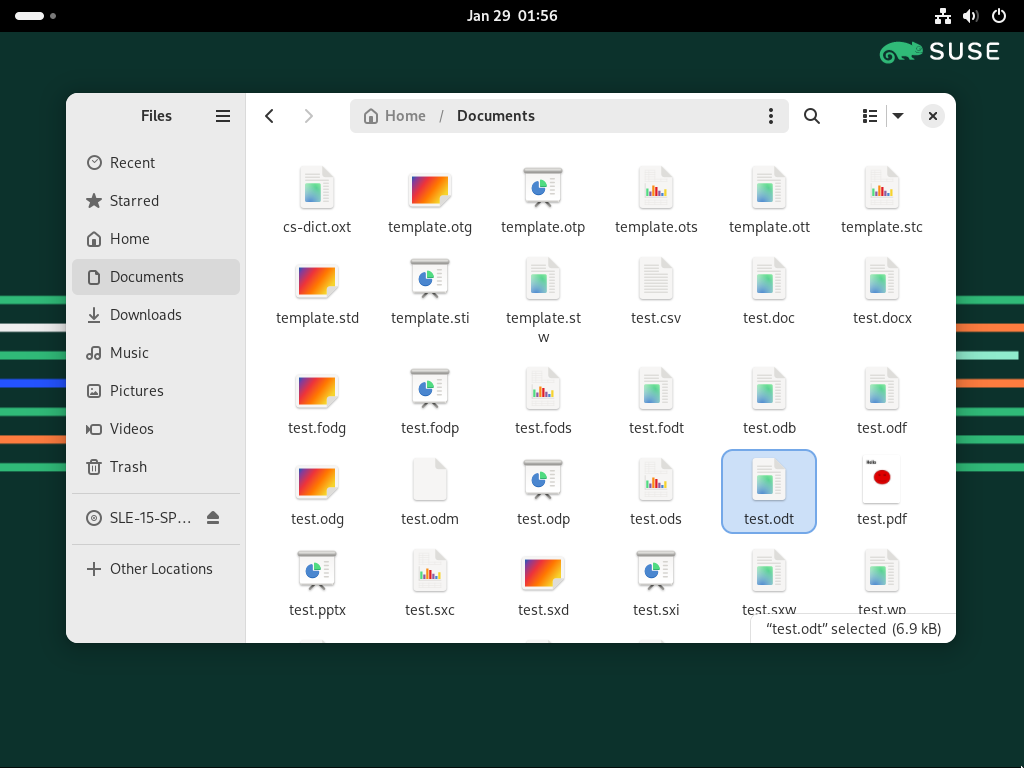 Jan 29 01:56
SUSE
Files
Home / Documents
Recent
Starred
Home
Documents
Downloads
Music
Pictures
Videos
Trash
SLE-15-SP…
Other Locations
cs-dict.oxt
template.otg
template.otp
template.ots
template.ott
template.stc
template.std
template.sti
template.st
w
test.csv
test.doc
test.docx
test.fodg
test.fodp
test.fods
test.fodt
test.odb
test.odf
test.odg
test.odm
test.odp
test.ods
test.odt
Hello
test.pdf
test.pptx
test.sxc
test.sxd
test.sxi
test.sxw
test.wp
“test.odt” selected (6.9 kB)